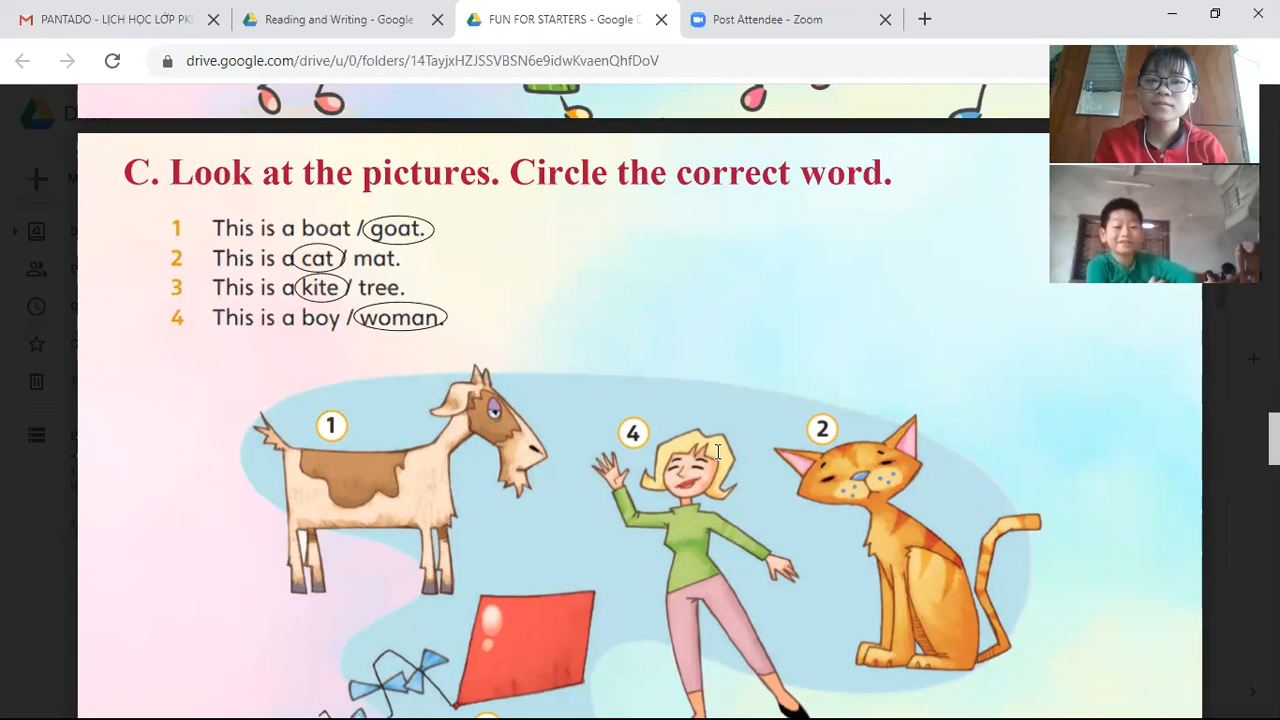 PANTADO - LỊCH HỌC LỚP PKE
Reading and Writing - Google
FUN FOR STARTERS - Google D
Post Attendee - Zoom
drive.google.com/drive/u/0/folders/14TayjxHZJSSVBSN6e9idwKvaenQhfDoV
C. Look at the pictures. Circle the correct word.
1 This is a boat / goat.
2 This is a cat / mat.
3 This is a kite / tree.
4 This is a boy / woman.
1
4
2